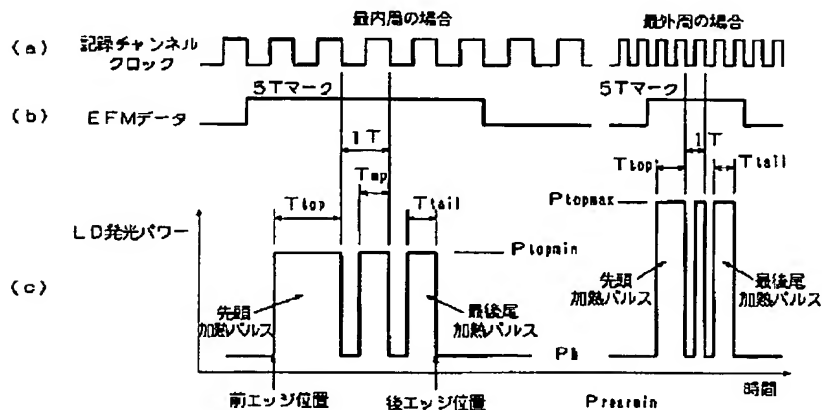 最内周の場合
最外周の場合
(a) 記録チャンネル
クロック
5Tマーク
5Tマーク
(b) EFMデータ
1T
1T
Tmp
Ttop
Ttail
Ttop
Ttail
Ptopmax
LD発光パワー
Ptopmin
(c)
先頭
加熱パルス
最後尾
加熱パルス
先頭
加熱パルス
最後尾
加熱パルス
Pb
時間
前エッジ位置
後エッジ位置
Prearmin